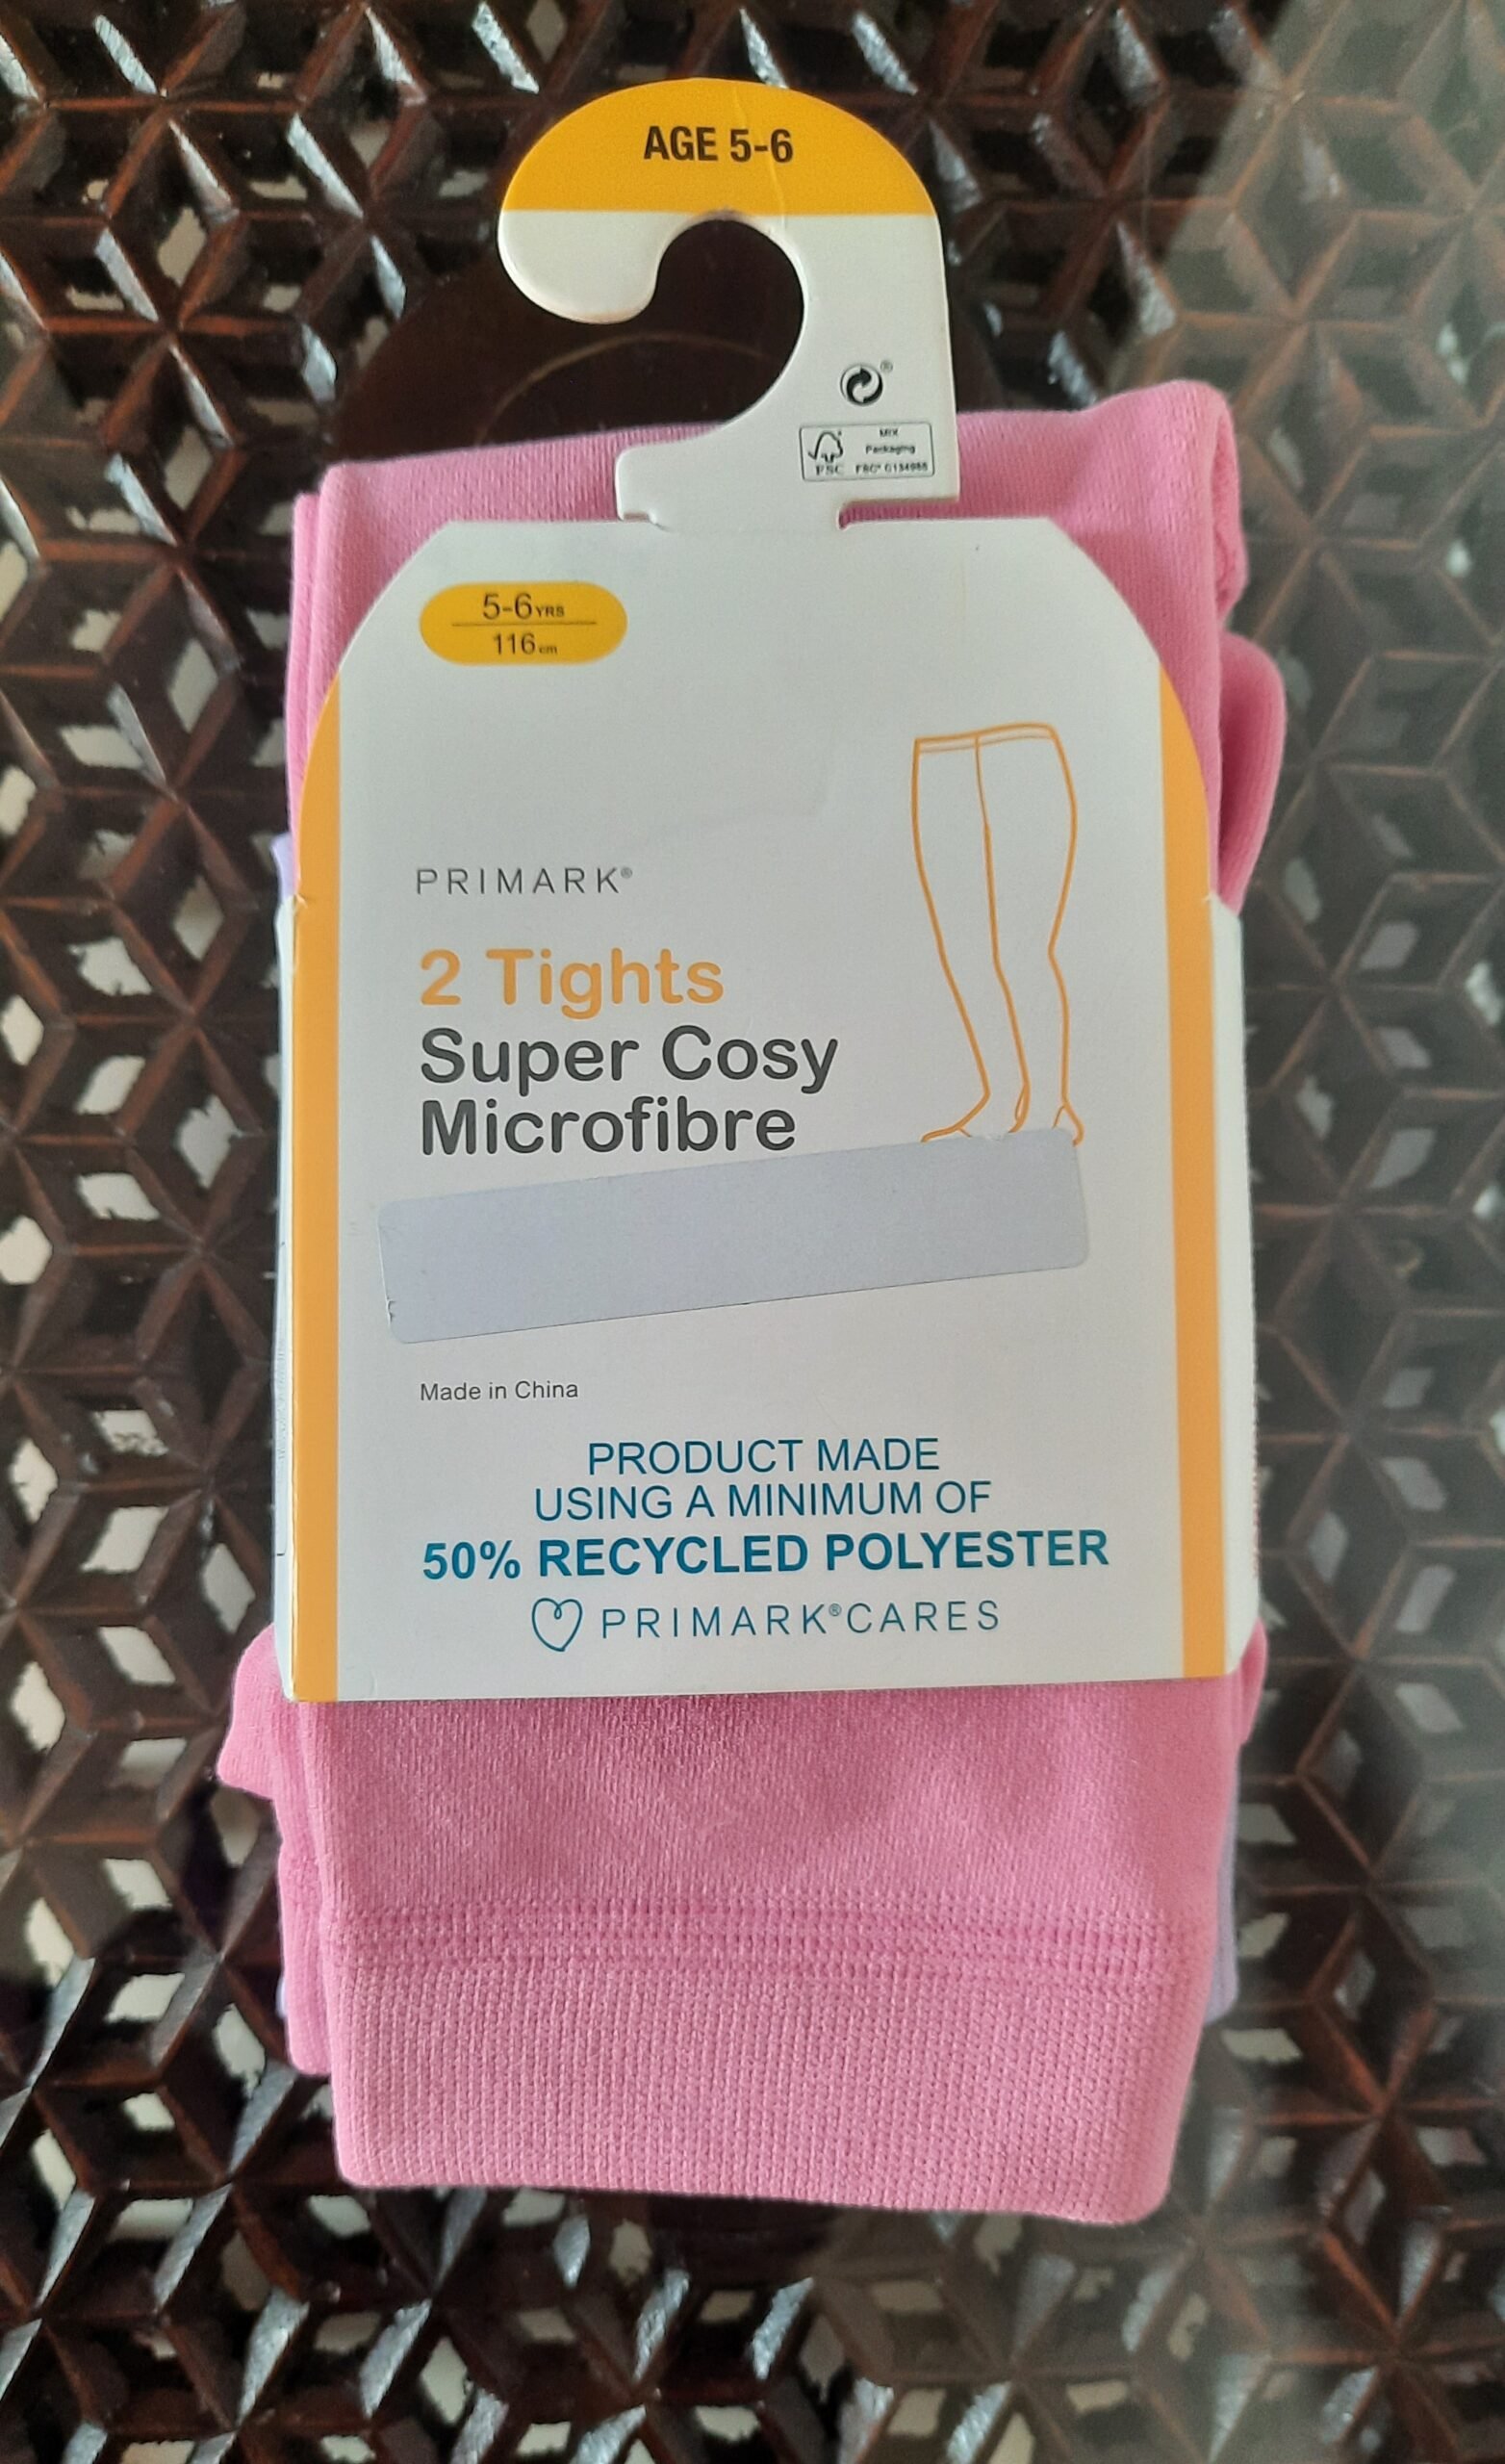 AGE 5-6
®
MIX
Packaging
FSC FSC®
5-6 YRS
116 cm
PRIMARK®
2 Tights
Super Cosy
Microfibre
Made in China
PRODUCT MADE
USING A MINIMUM OF
50% RECYCLED POLYESTER
PRIMARK®CARES